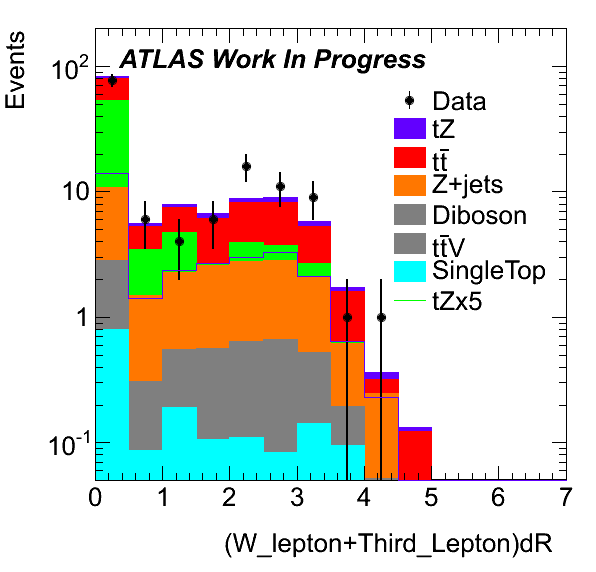 Events
ATLAS Work In Progress
Data
tZ
tt̄
Z+jets
Diboson
tt̄V
SingleTop
tZx5
10²
10
1
10⁻¹
0 1 2 3 4 5 6 7
(W_lepton+Third_Lepton)dR